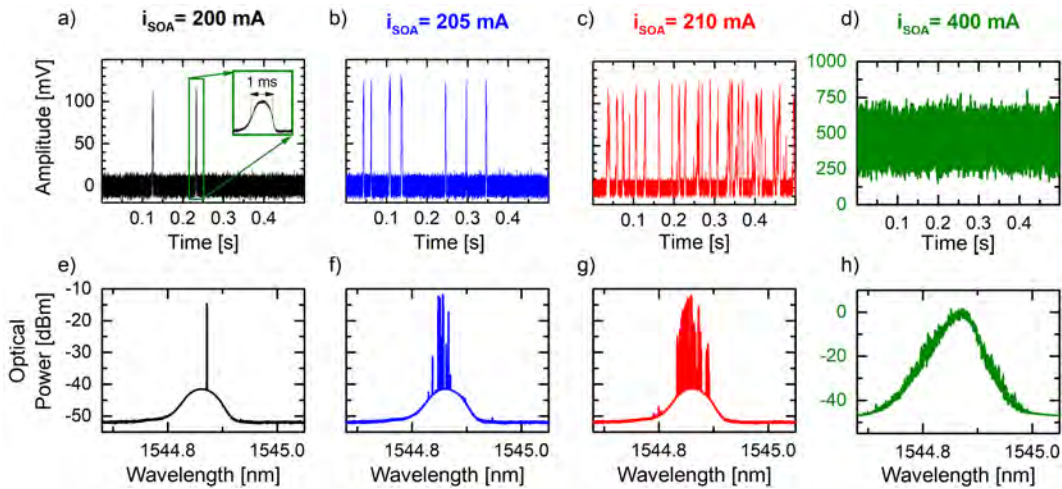 a) iSOA= 200 mA b) iSOA= 205 mA c) iSOA= 210 mA d) iSOA= 400 mA
Amplitude [mV]
100
50
0
1 ms
1000
750
500
250
0
0.1 0.2 0.3 0.4 0.1 0.2 0.3 0.4 0.1 0.2 0.3 0.4 0.1 0.2 0.3 0.4
Time [s] Time [s] Time [s] Time [s]
e) f) g) h)
Optical
Power [dBm]
-10
-20
-30
-40
-50
0
-20
-40
1544.8 1545.0 1544.8 1545.0 1544.8 1545.0 1544.8 1545.0
Wavelength [nm] Wavelength [nm] Wavelength [nm] Wavelength [nm]